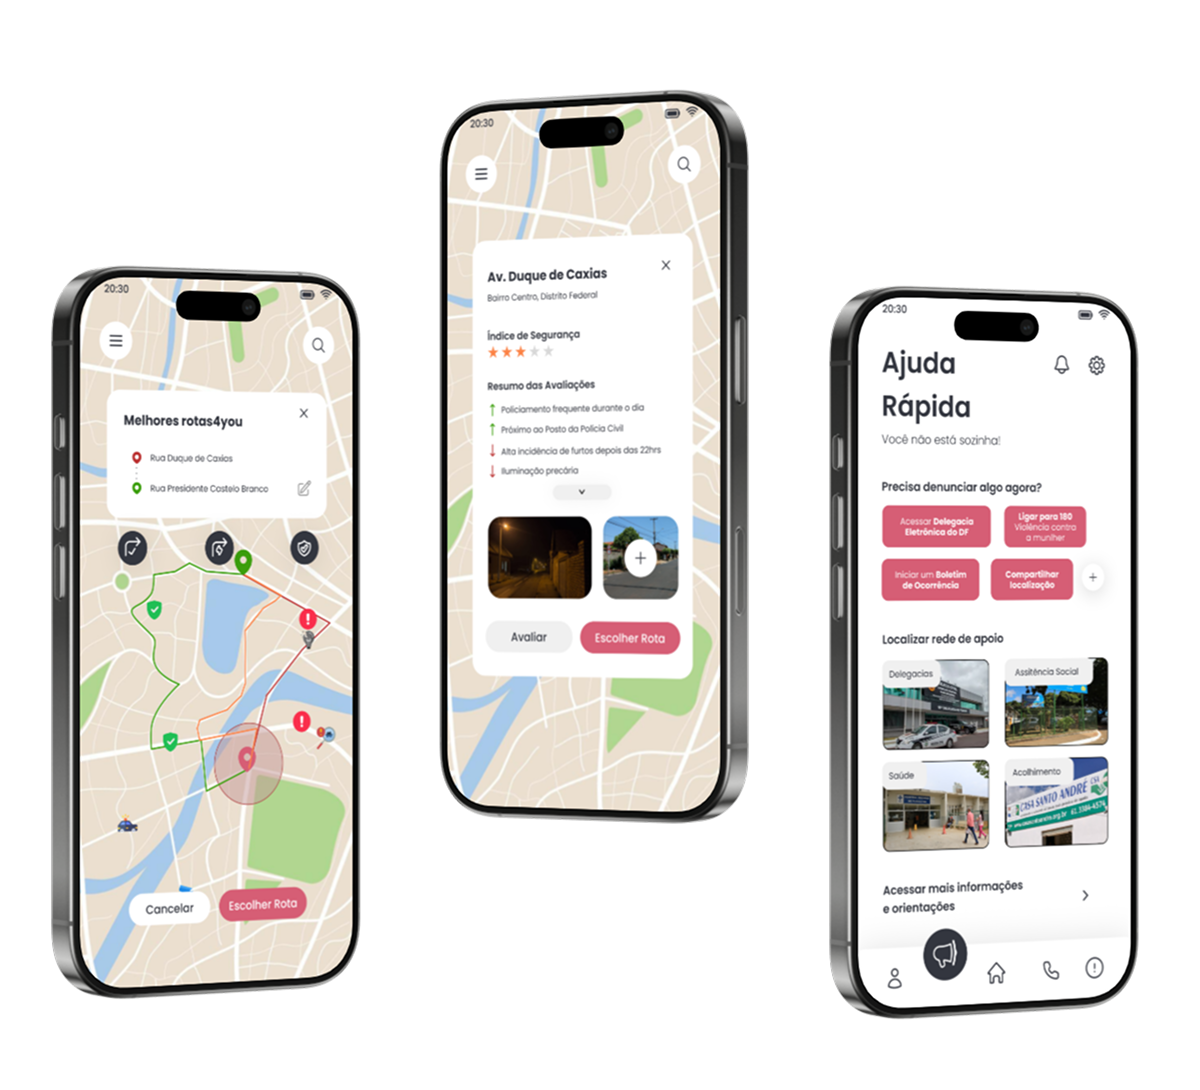 20:30
Melhores rotas4you
Rua Duque de Caxias
Rua Presidente Castelo Branco
Cancelar
Escolher Rota
20:30
Av. Duque de Caxias
Bairro Centro, Distrito Federal
Índice de Segurança
Resumo das Avaliações
Policiamento frequente durante o dia
Próximo ao Posto da Polícia Civil
Alta incidência de furtos depois das 22hrs
Iluminação precária
Avaliar
Escolher Rota
20:30
Ajuda
Rápida
Você não está sozinha!
Precisa denunciar algo agora?
Acessar Delegacia
Eletrônica do DF
Ligar para 180
Violência contra
a munlher
Iniciar um Boletim
de Ocorrência
Compartilhar
localização
Localizar rede de apoio
Delegacias
Assitência Social
Saúde
Acolhimento
CASA SANTO ANDRÉ
Acessar mais informações
e orientações